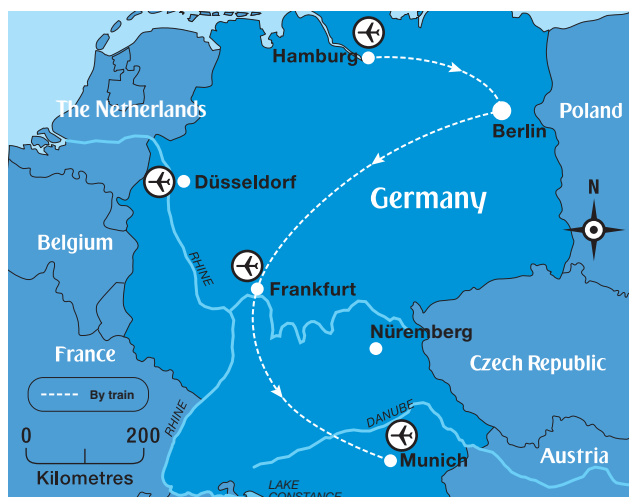 Hamburg
The Netherlands
Poland
Berlin
Düsseldorf
Germany
N
Belgium
RHINE
Frankfurt
Nüremberg
France
Czech Republic
By train
RHINE
DANUBE
0 200
Kilometres
Munich
Austria
LAKE
CONSTANCE